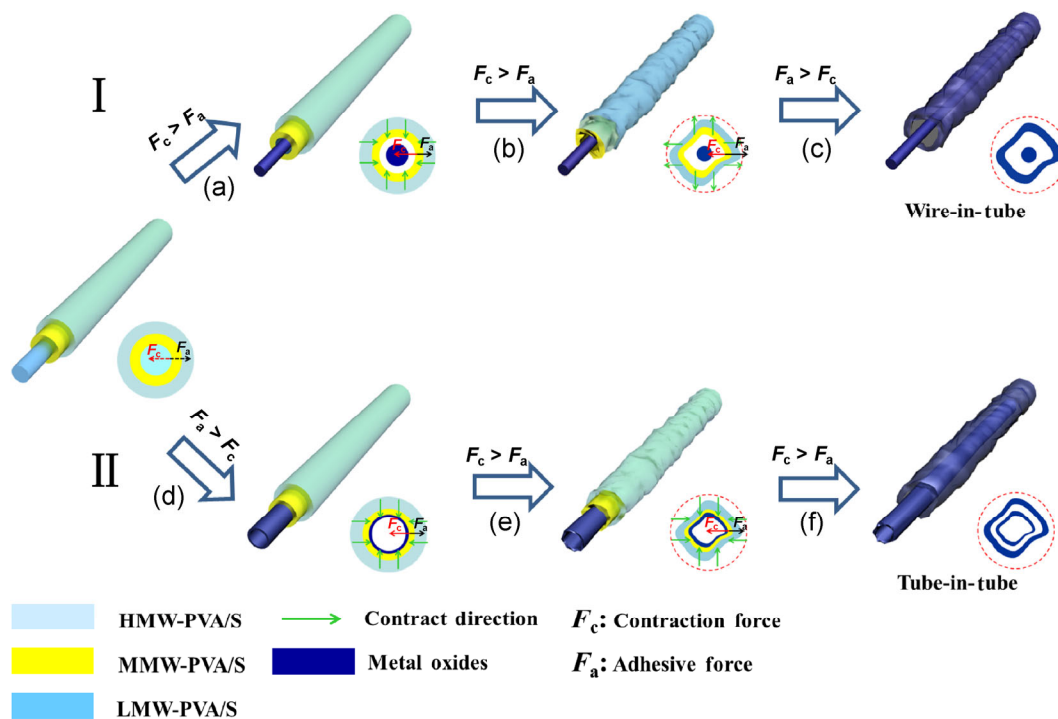 I
Fc > Fa
(a)
Fc
Fa
Fc > Fa
(b)
Fc
Fa
Fa > Fc
(c)
Wire-in-tube
Fc
Fa
II
Fa > Fc
(d)
Fc
Fa
Fc > Fa
(e)
Fc
Fa
Fc > Fa
(f)
Tube-in-tube
HMW-PVA/S
Contract direction
Fc: Contraction force
MMW-PVA/S
Metal oxides
Fa: Adhesive force
LMW-PVA/S